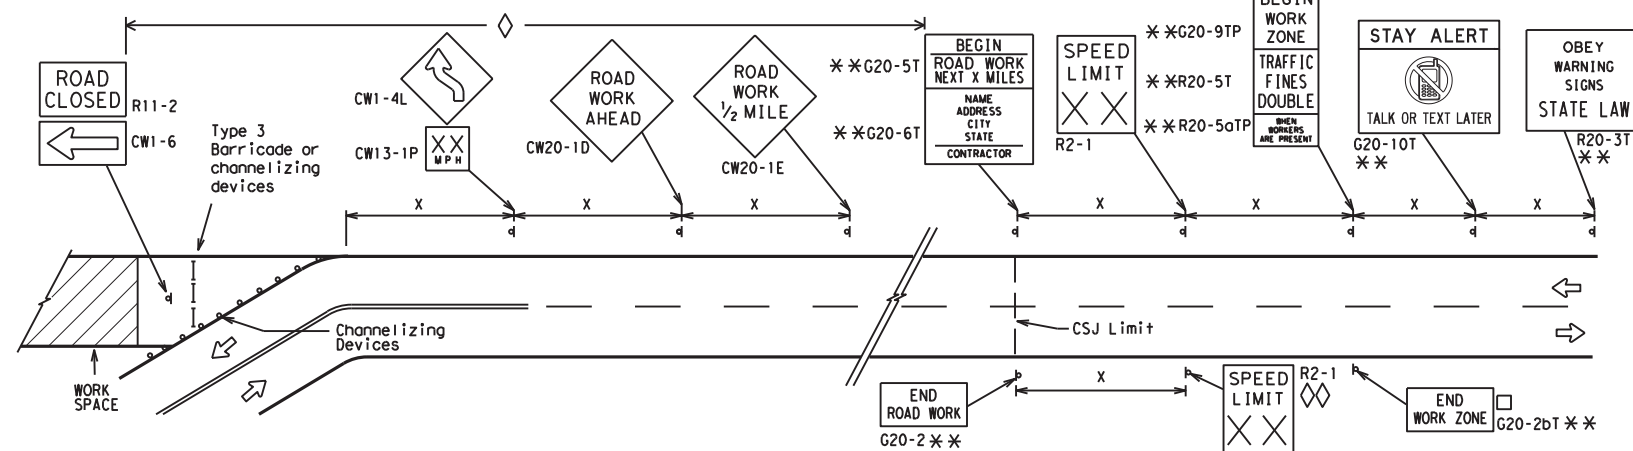 ROAD
CLOSED
R11-2
CW1-6
Type 3
Barricade or
channelizing
devices
CW1-4L
XX
MPH
CW13-1P
ROAD
WORK
AHEAD
CW20-1D
ROAD
WORK
1/2 MILE
CW20-1E
* *G20-5T
* *G20-6T
BEGIN
ROAD WORK
NEXT X MILES
NAME
ADDRESS
CITY
STATE
CONTRACTOR
SPEED
LIMIT
X X
R2-1
* *G20-9TP
* *R20-5T
* *R20-5aTP
BEGIN
WORK
ZONE
TRAFFIC
FINES
DOUBLE
WHEN
WORKERS
ARE PRESENT
STAY ALERT
TALK OR TEXT LATER
G20-10T
* *
OBEY
WARNING
SIGNS
STATE LAW
R20-3T
* *
X
X
X
X
X
X
X
Channelizing
Devices
CSJ Limit
WORK
SPACE
X
END
ROAD WORK
G20-2 * *
SPEED
LIMIT
X X
R2-1
END
WORK ZONE
G20-2bT * *